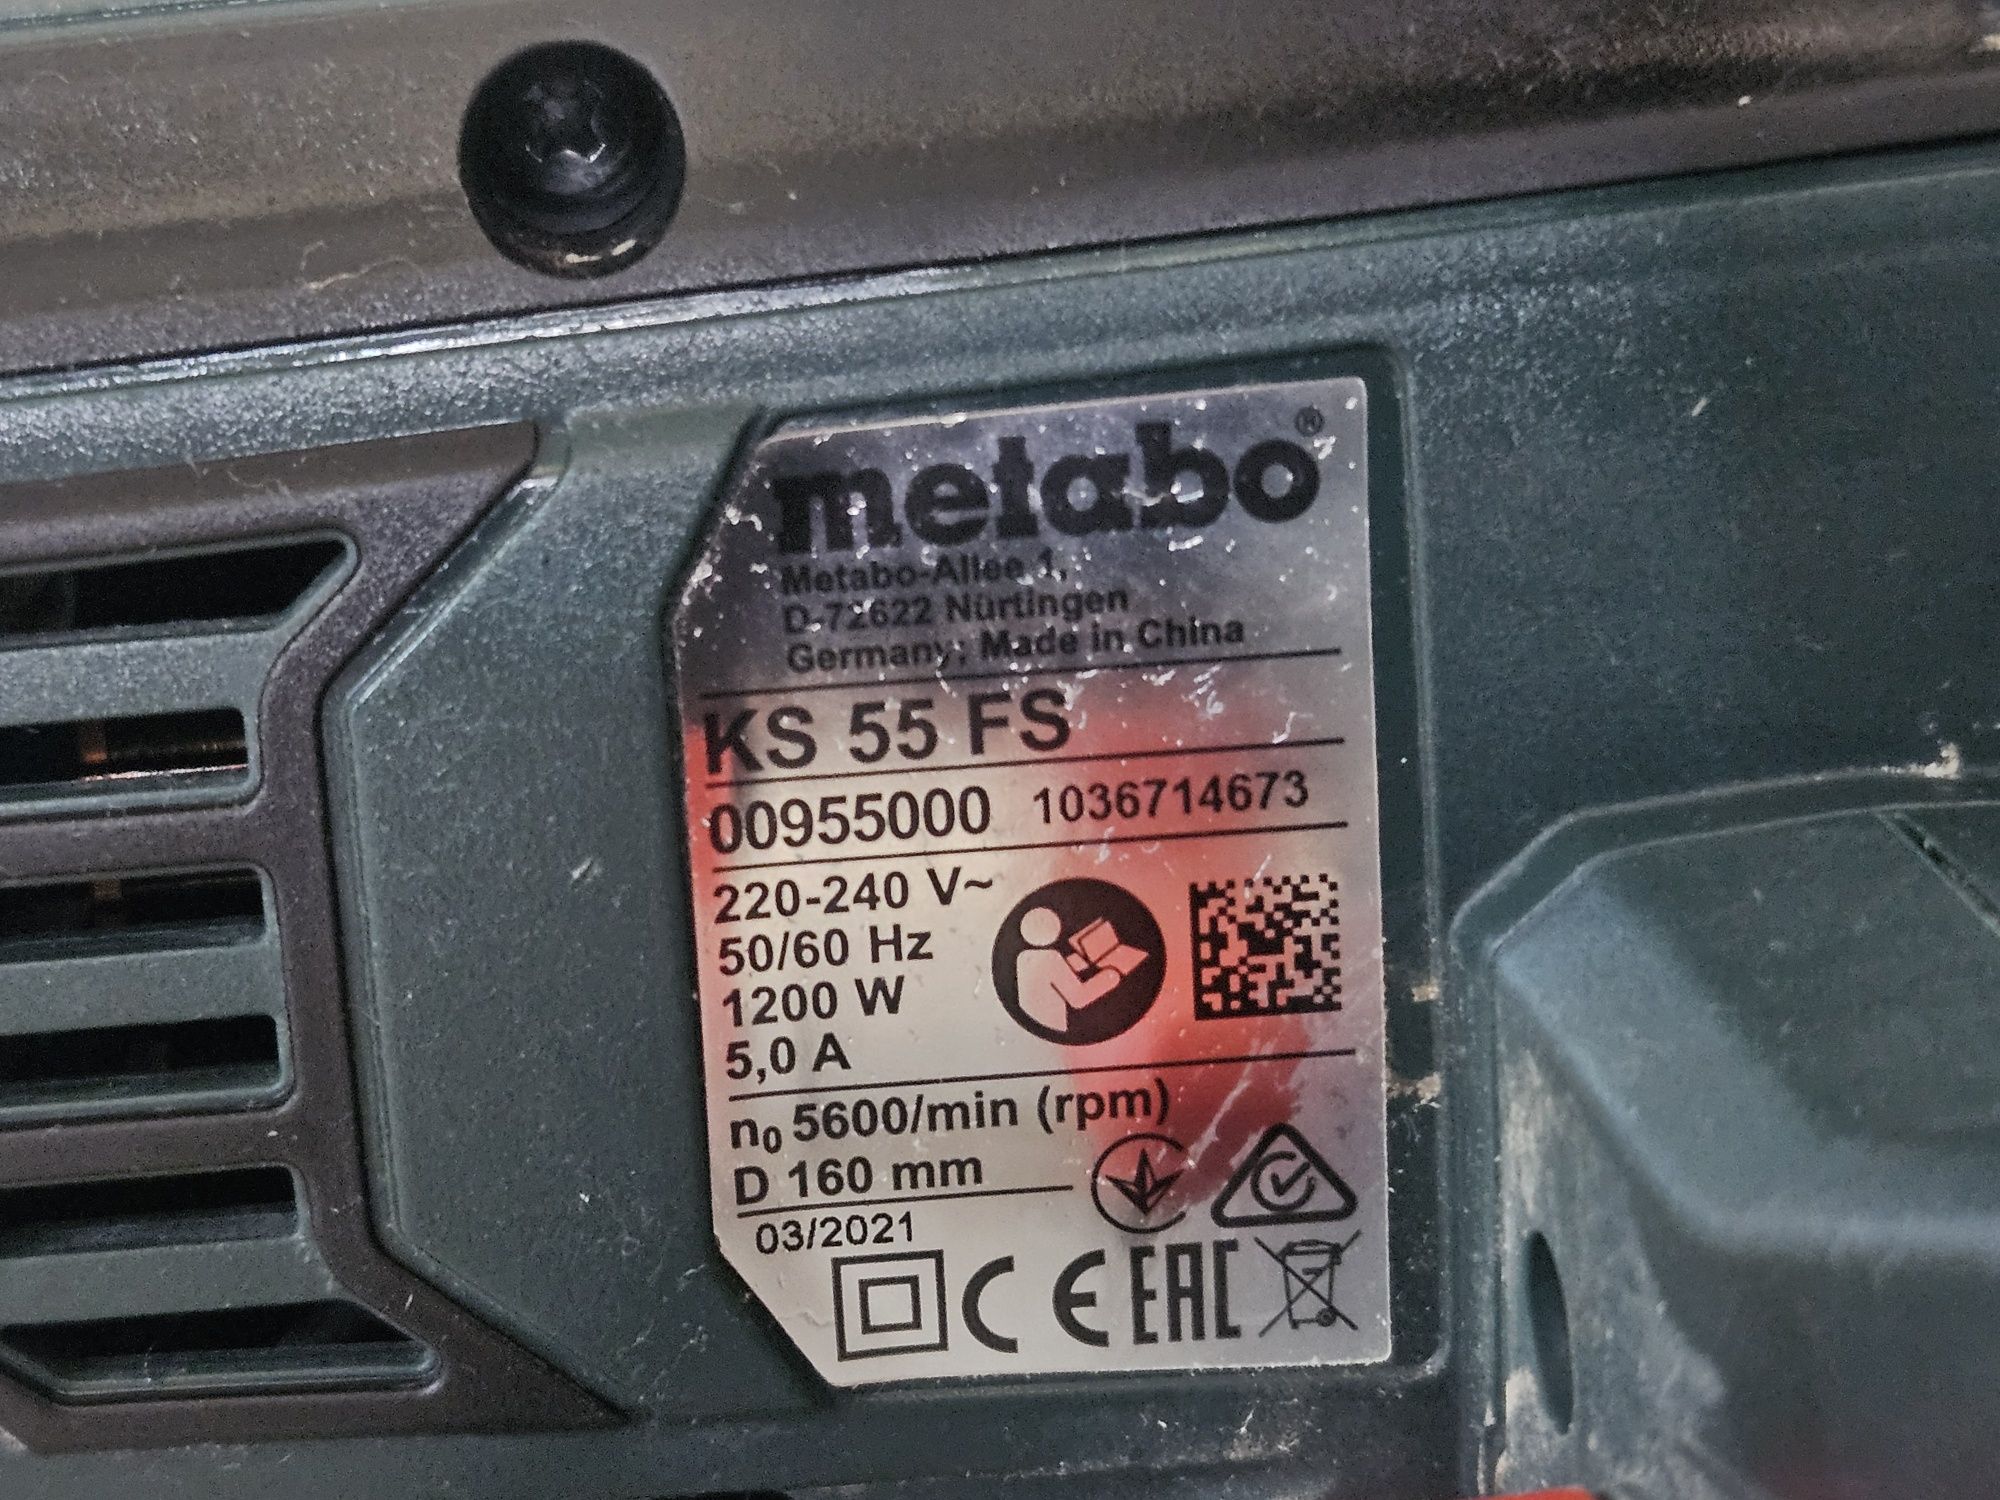 metabo®
Metabo-Allee 1,
D-72622 Nürtingen
Germany; Made in China
KS 55 FS
00955000 1036714673
220-240 V~
50/60 Hz
1200 W
5,0 A
n₀ 5600/min (rpm)
D 160 mm
03/2021
CE EAC